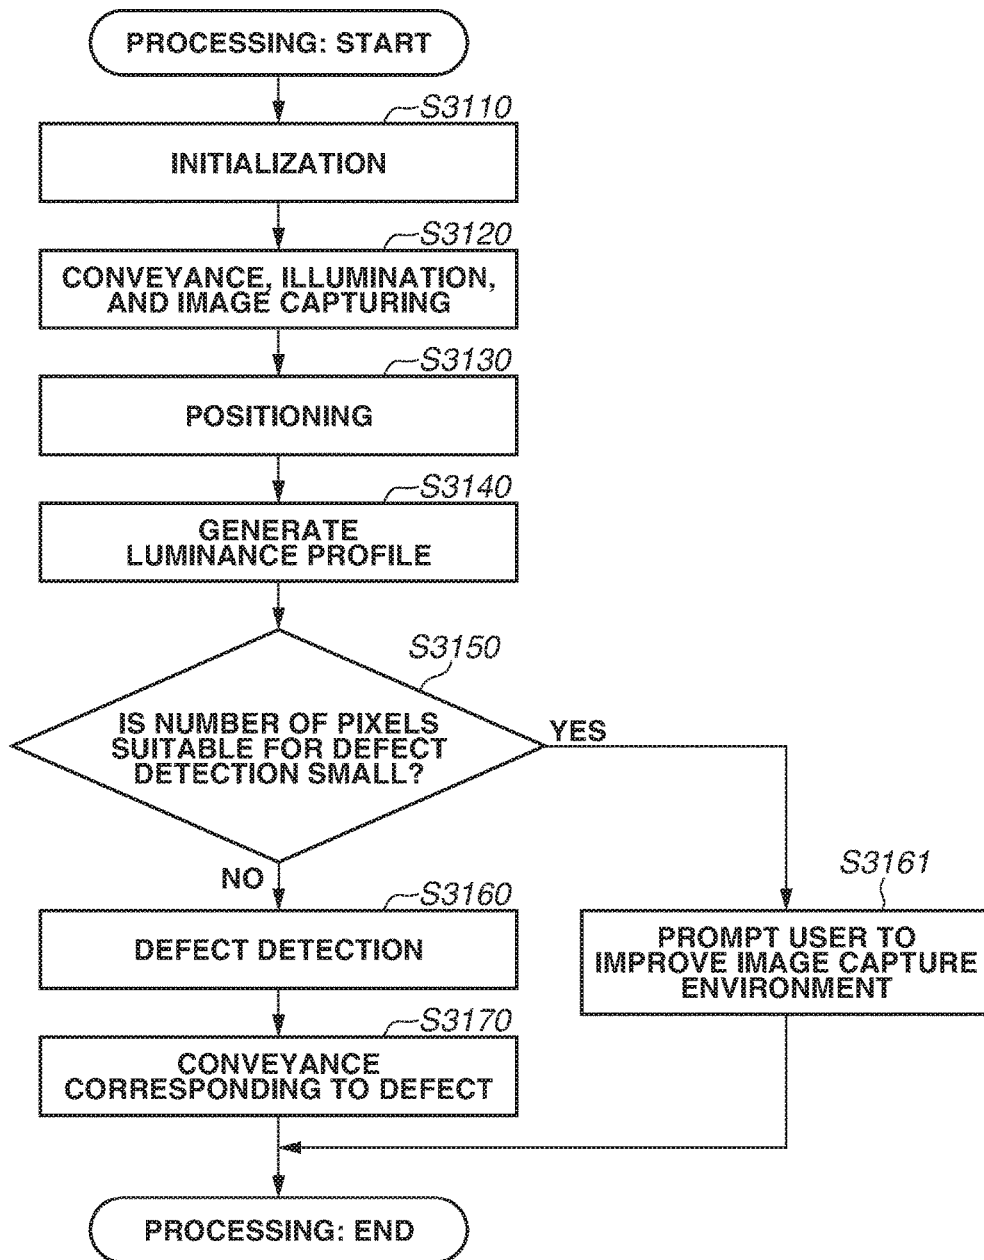 PROCESSING: START
S3110
INITIALIZATION
S3120
CONVEYANCE, ILLUMINATION,
AND IMAGE CAPTURING
S3130
POSITIONING
S3140
GENERATE
LUMINANCE PROFILE
S3150
IS NUMBER OF PIXELS
SUITABLE FOR DEFECT
DETECTION SMALL?
YES
NO
S3160
DEFECT DETECTION
S3161
PROMPT USER TO
IMPROVE IMAGE CAPTURE
ENVIRONMENT
S3170
CONVEYANCE
CORRESPONDING TO DEFECT
PROCESSING: END